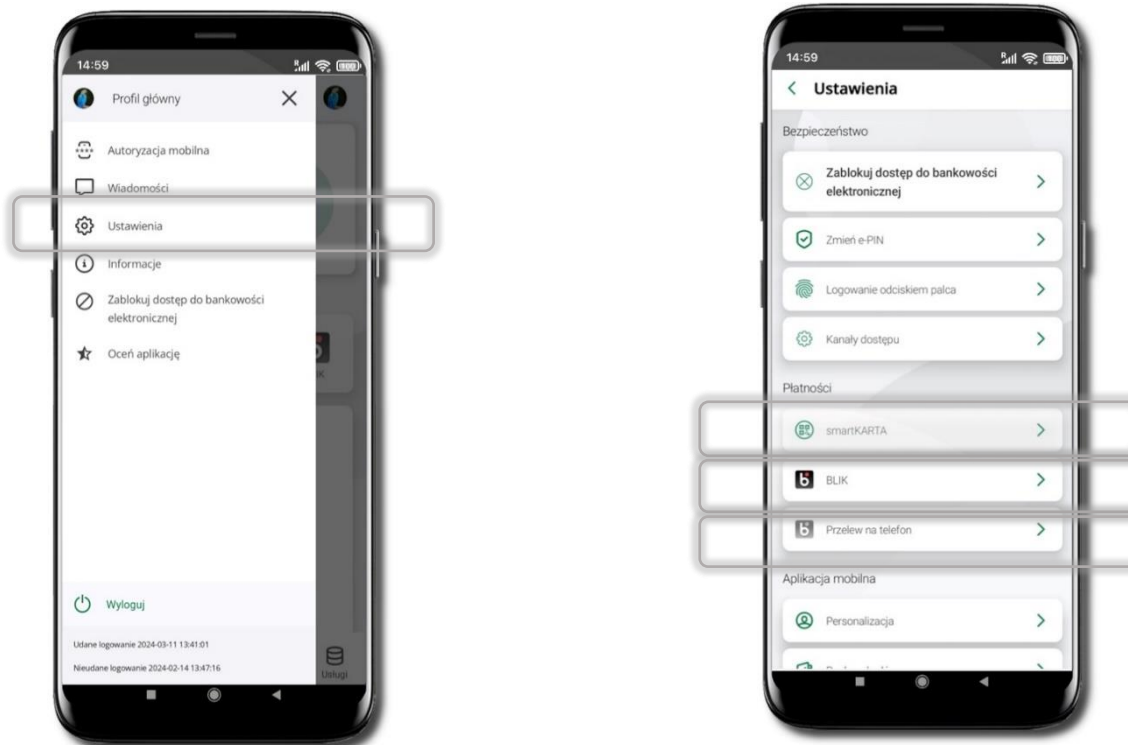 14:59
Profil główny
Autoryzacja mobilna
Wiadomości
Ustawienia
Informacje
Zablokuj dostęp do bankowości
elektronicznej
Oceń aplikację
Wyloguj
Udane logowanie 2024-03-11 13:41:01
Nieudane logowanie 2024-02-14 13:47:16
Usługi
14:59
Ustawienia
Bezpieczeństwo
Zablokuj dostęp do bankowości
elektronicznej
Zmień e-PIN
Logowanie odciskiem palca
Kanały dostępu
Płatności
smartKARTA
BLIK
Przelew na telefon
Aplikacja mobilna
Personalizacja